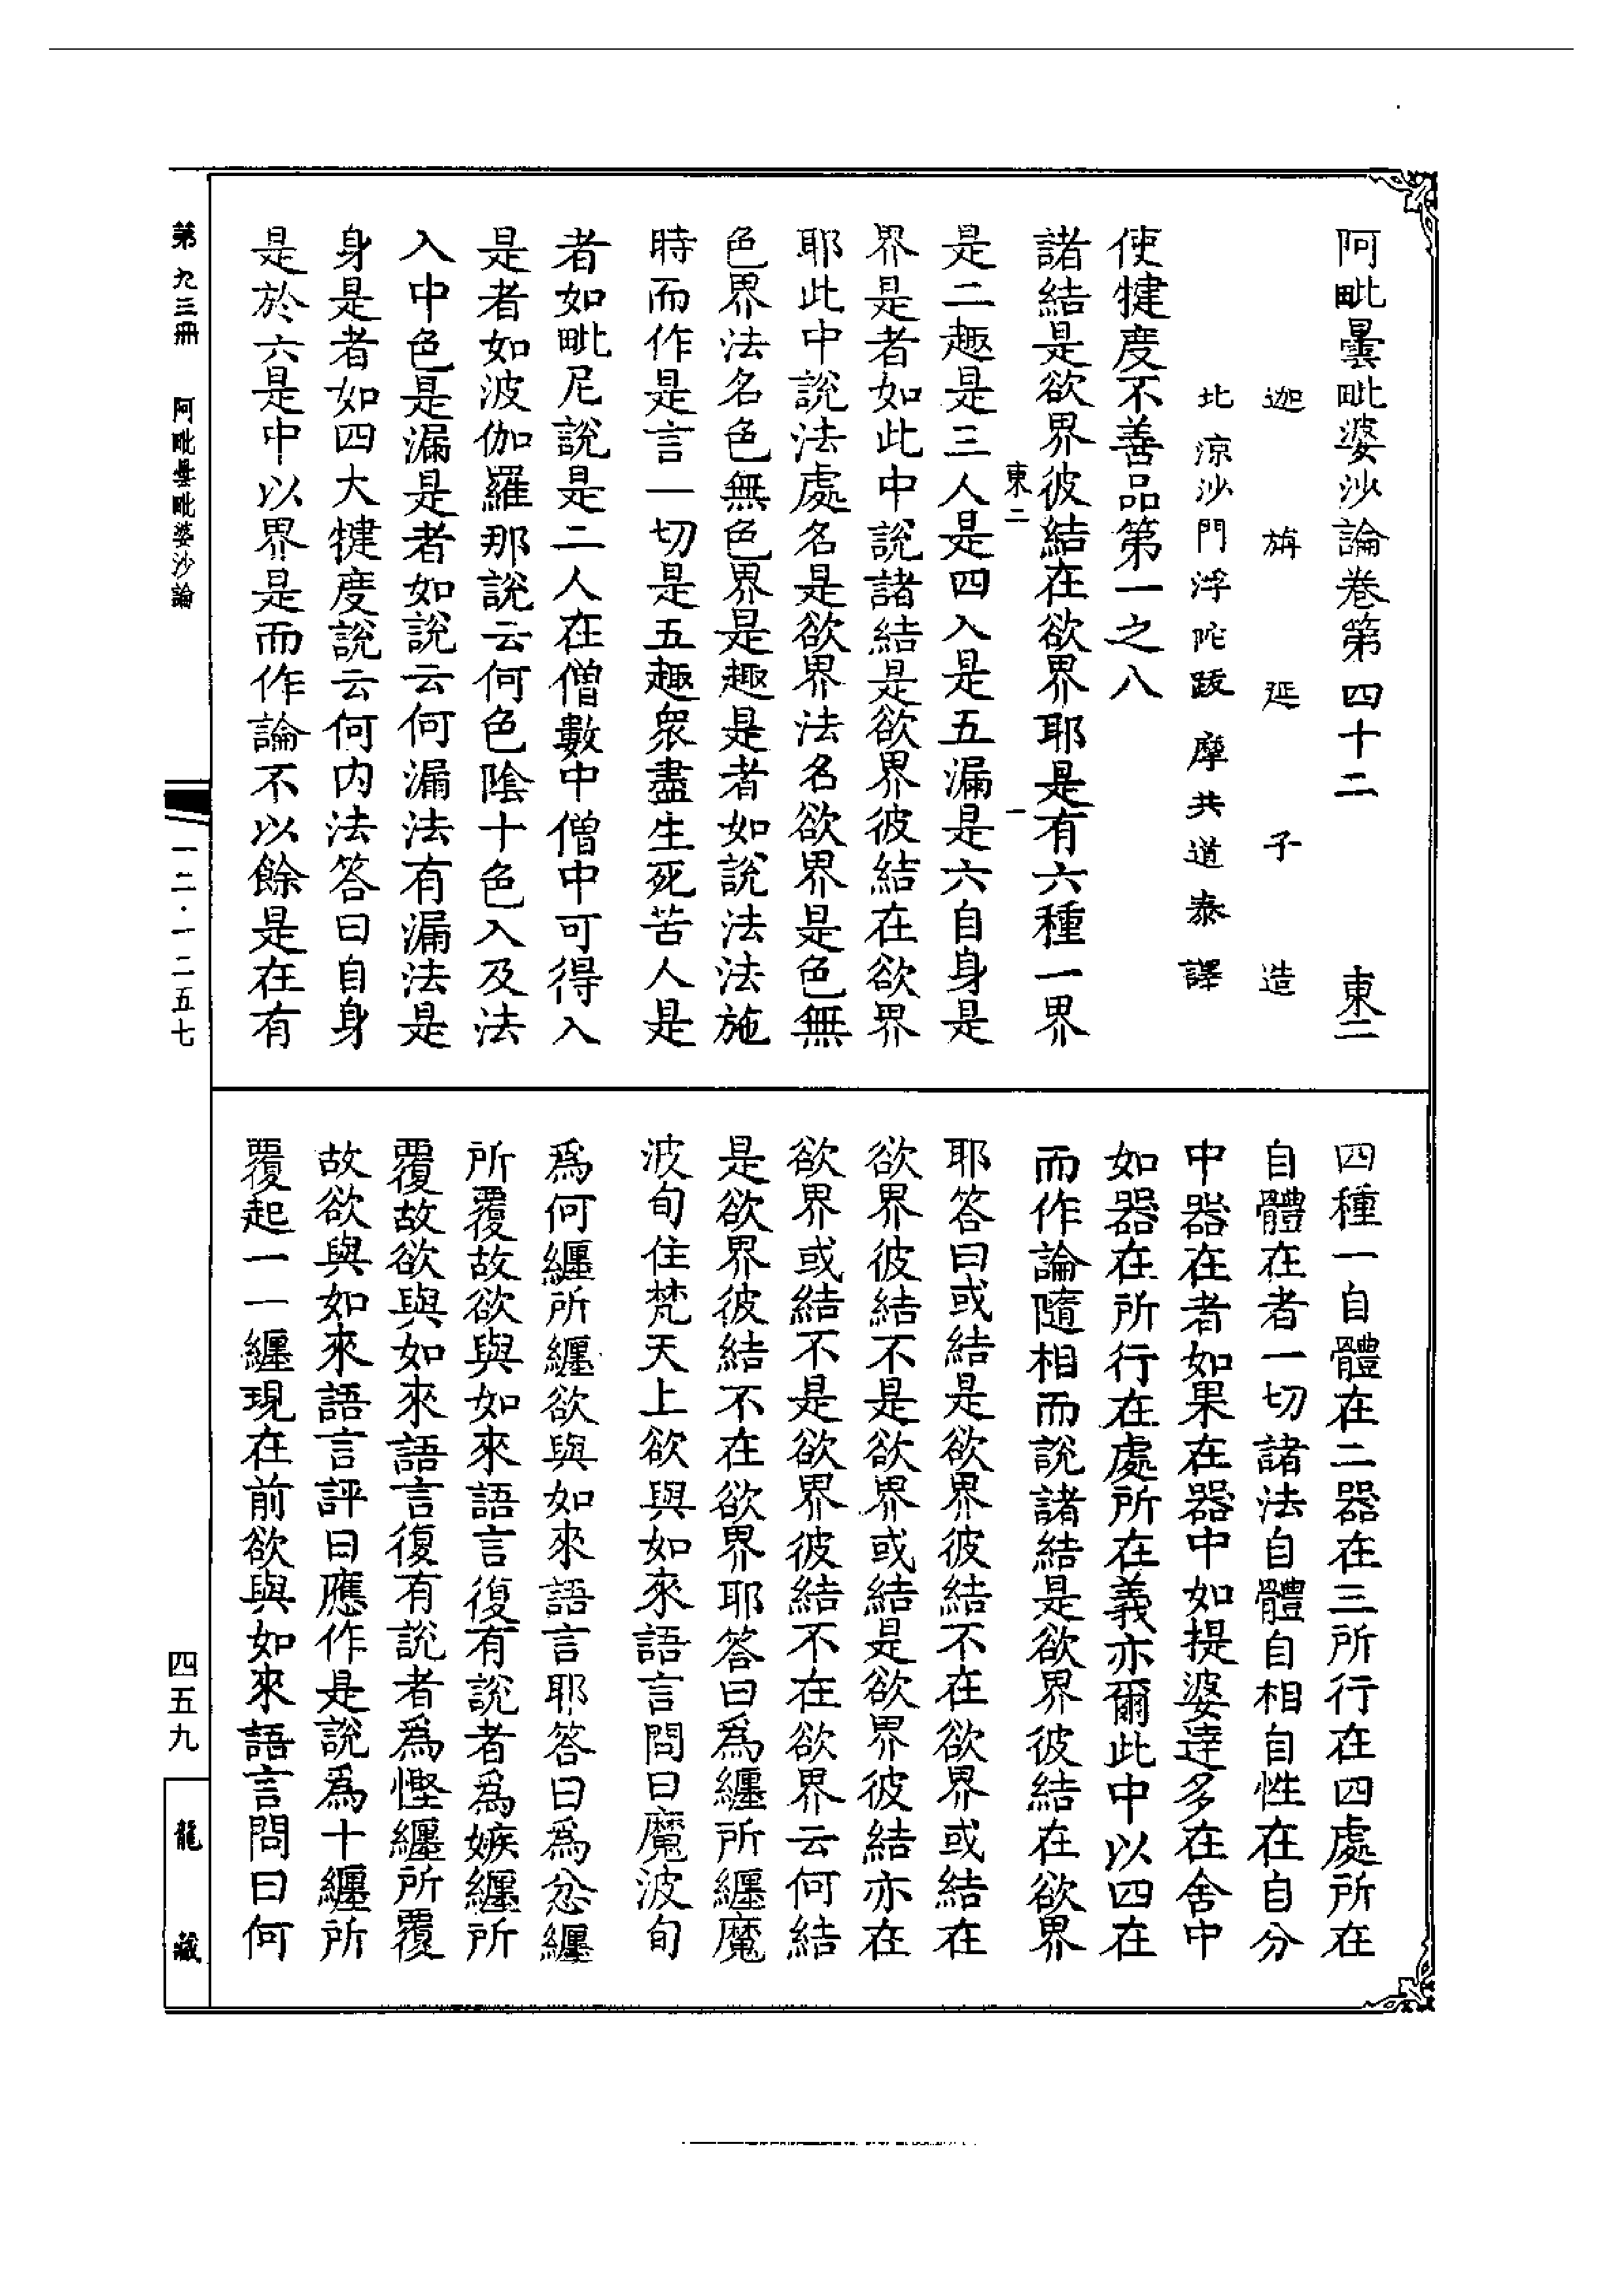 阿毗曇毗婆沙論卷第四十二 東二
迦旃延子造
北涼沙門浮陀跋摩共道泰譯
使犍度不善品第一之八
諸結是欲界彼結在欲界耶是有六種一界
東二 一
是二趣是三人是四入是五漏是六自身是
界是者如此中說諸結是欲界彼結在欲界
耶此中說法處名是欲界法名欲界是色無
色界法名色無色界是趣是者如說法法施
時而作是言一切是五趣衆盡生死苦人是
者如毗尼說是二人在僧數中僧中可得入
是者如波伽羅那說云何色陰十色入及法
入中色是漏是者如說云何漏法有漏法是
身是者如四大犍度說云何內法答曰自身
是於六是中以界是而作論不以餘是在有
四種一自體在二器在三所行在四處所在
自體在者一切諸法自體自相自性在自分
中器在者如果在器中如提婆達多在舍中
如器在所行在處所在義亦爾此中以四在
而作論隨相而說諸結是欲界彼結在欲界
耶答曰或結是欲界彼結不在欲界或結在
欲界彼結不是欲界或結是欲界彼結亦在
欲界或結不是欲界彼結不在欲界云何結
是欲界彼結不在欲界耶答曰爲纏所纏魔
波旬住梵天上欲與如來語言問曰魔波旬
爲何纏所纏欲與如來語言耶答曰爲忿纏
所覆故欲與如來語言復有說者爲嫉纏所
覆故欲與如來語言復有說者爲慳纏所覆
故欲與如來語言評曰應作是說爲十纏所
覆起一一纏現在前欲與如來語言問曰何
第九三冊 阿毗曇毗婆沙論 一二·一二五七 四五九 龍藏